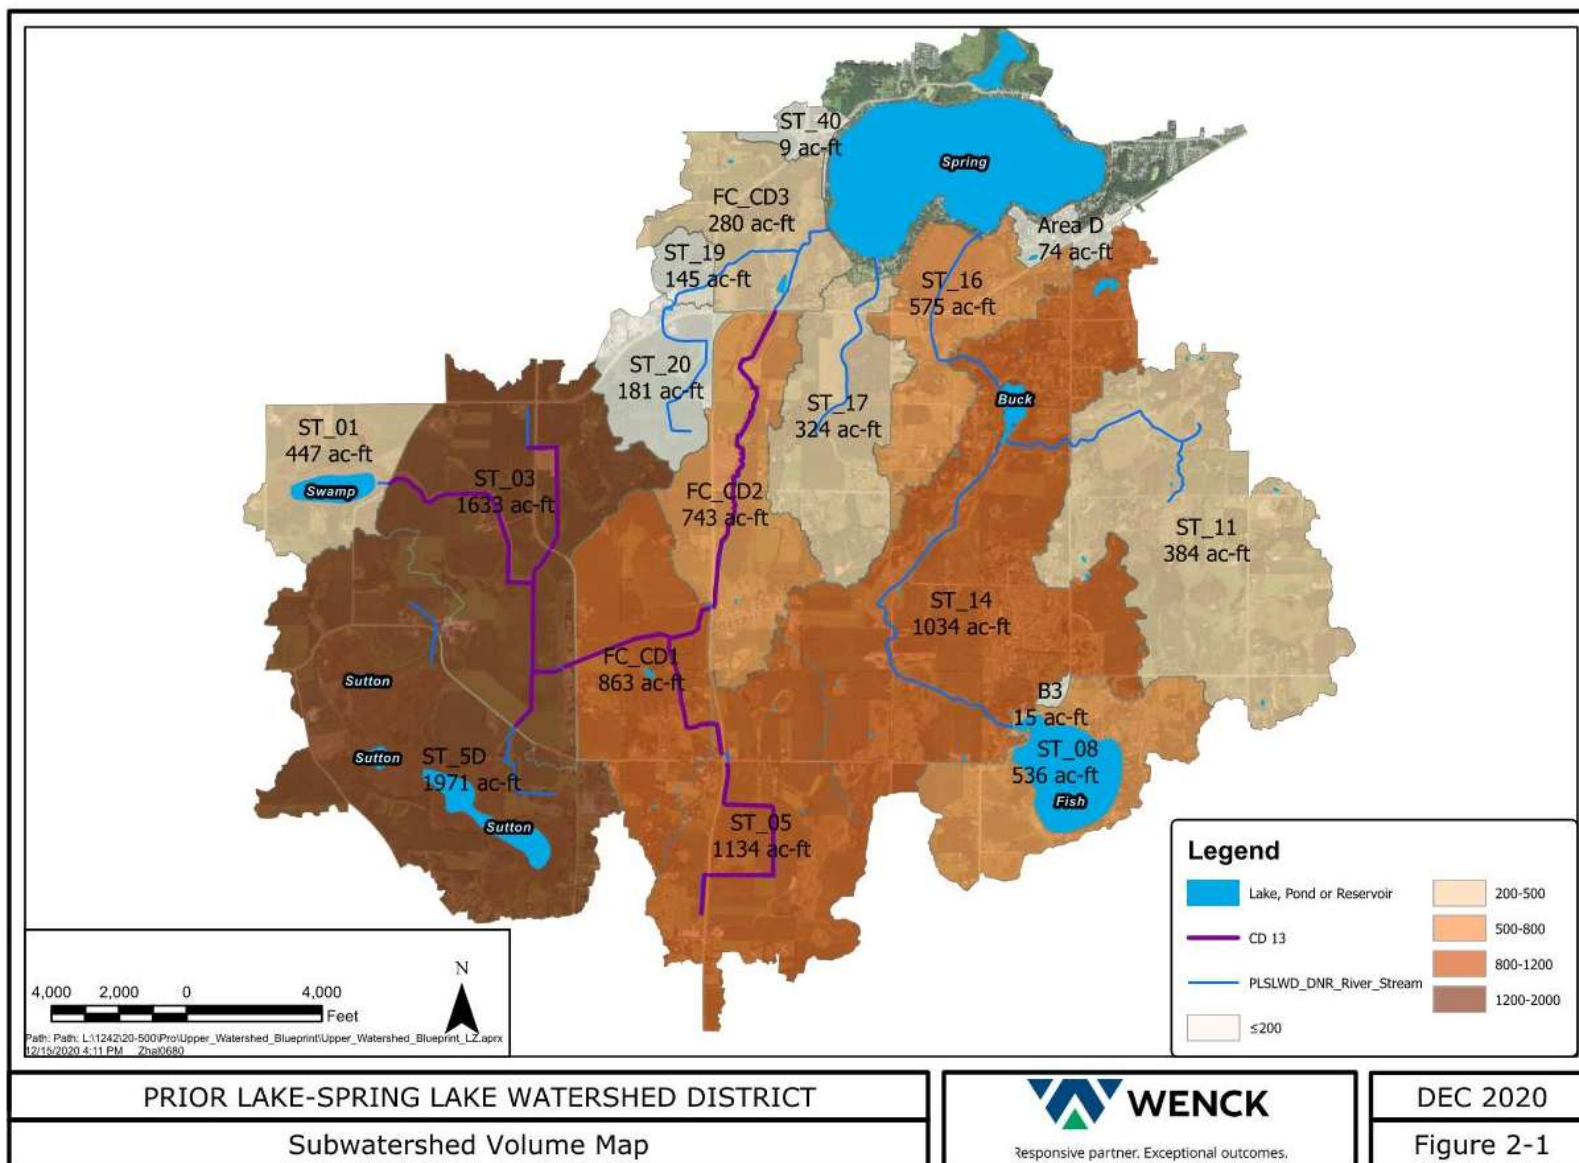 ST_40
9 ac-ft
Spring
FC_CD3
280 ac-ft
Area D
74 ac-ft
ST_19
145 ac-ft
ST_16
575 ac-ft
ST_20
181 ac-ft
Buck
ST_17
324 ac-ft
ST_01
447 ac-ft
Swamp
ST_03
1633 ac-ft
FC_CD2
743 ac-ft
ST_11
384 ac-ft
ST_14
1034 ac-ft
FC_CD1
863 ac-ft
Sutton
B3
15 ac-ft
ST_08
536 ac-ft
Fish
Sutton
ST_5D
1971 ac-ft
Sutton
ST_05
1134 ac-ft
Legend
Lake, Pond or Reservoir
CD 13
PLSLWD_DNR_River_Stream
≤200
200-500
500-800
800-1200
1200-2000
N
4,000 2,000 0 4,000
Feet
Path: Path: L:\1242\20-500\Pro\Upper_Watershed_Blueprint\Upper_Watershed_Blueprint_LZ.aprx
12/15/2020 4:11 PM Zhal0680
PRIOR LAKE-SPRING LAKE WATERSHED DISTRICT
Subwatershed Volume Map
WENCK
Responsive partner. Exceptional outcomes.
DEC 2020
Figure 2-1